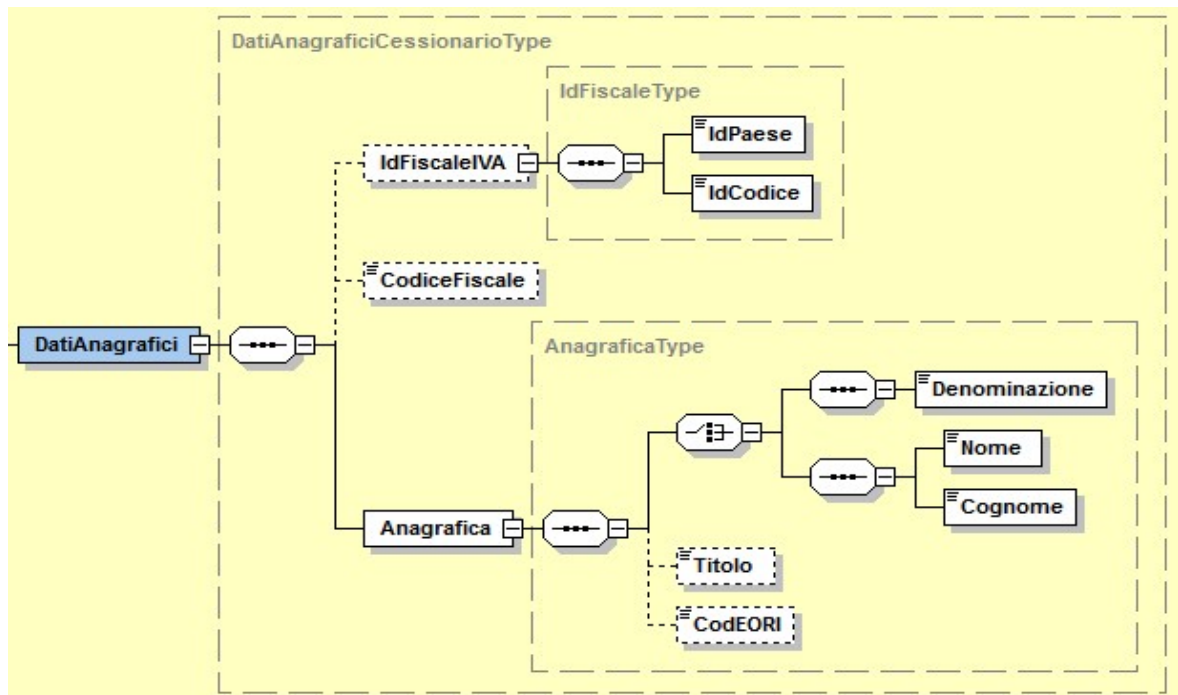 DatiAnagraficiCessionarioType
IdFiscaleType
IdPaese
IdFiscaleIVA
IdCodice
CodiceFiscale
DatiAnagrafici
AnagraficaType
Denominazione
Nome
Cognome
Anagrafica
Titolo
CodEORI